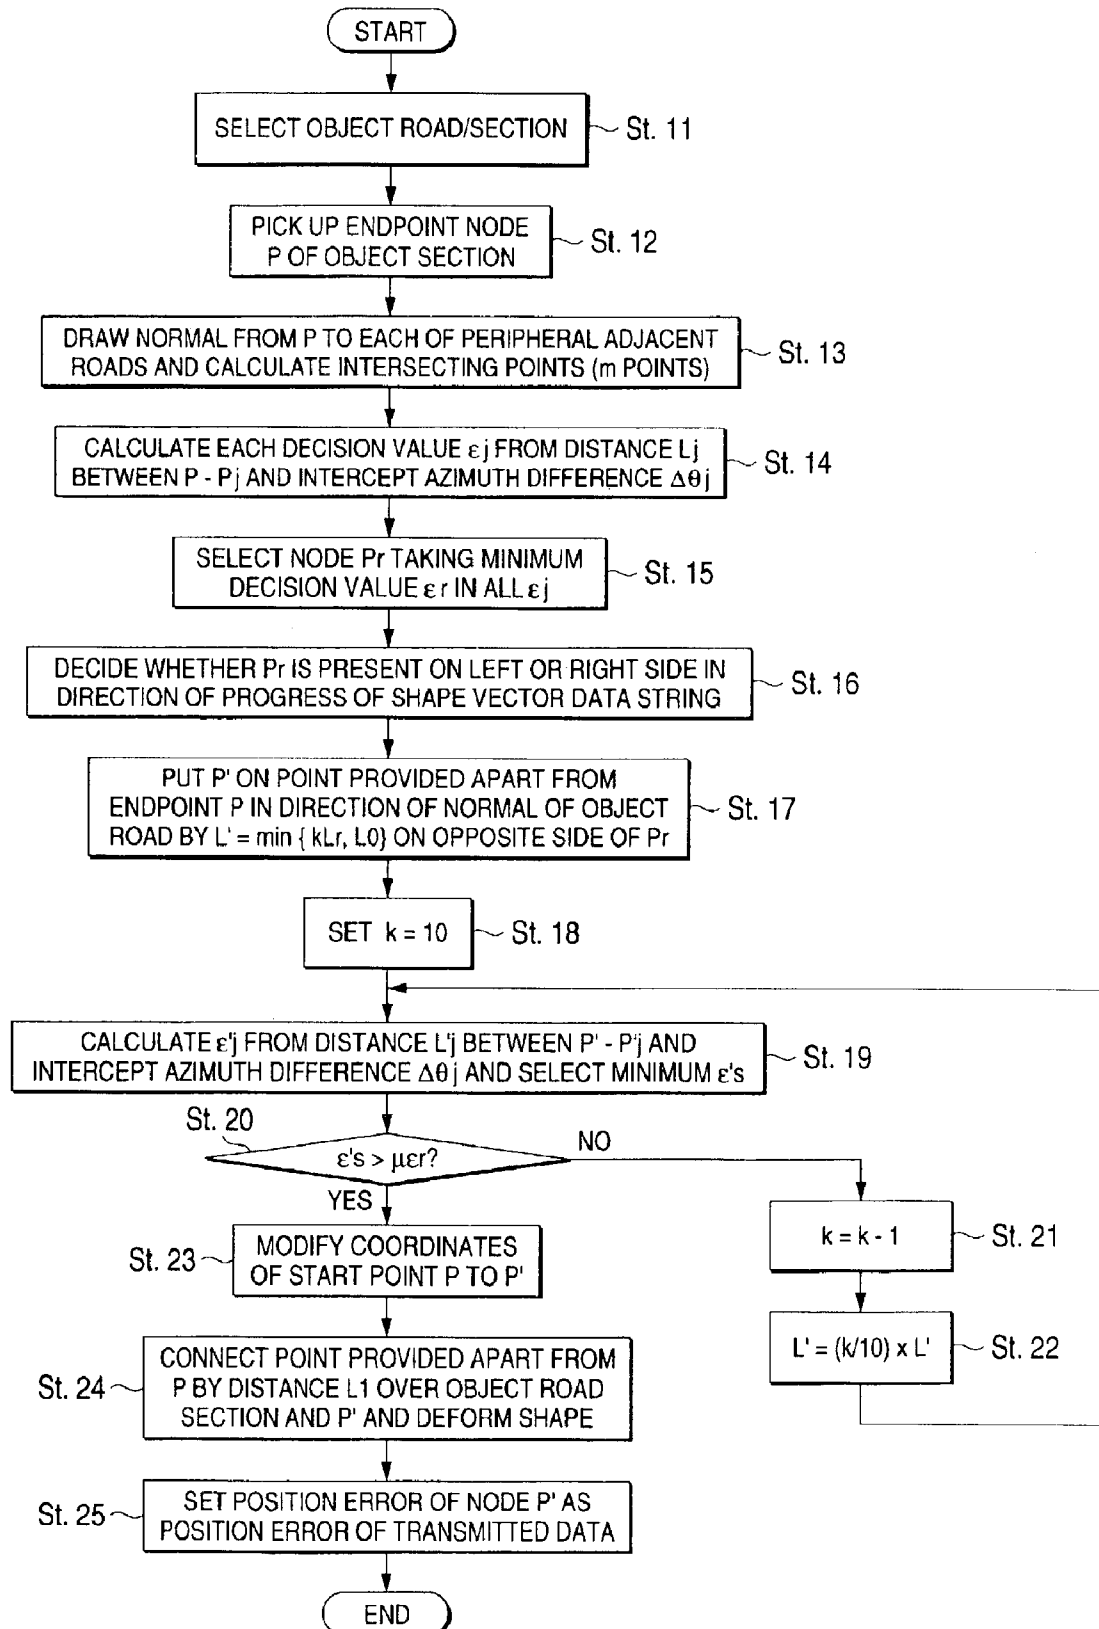 START
SELECT OBJECT ROAD/SECTION
St. 11
PICK UP ENDPOINT NODE
P OF OBJECT SECTION
St. 12
DRAW NORMAL FROM P TO EACH OF PERIPHERAL ADJACENT
ROADS AND CALCULATE INTERSECTING POINTS (m POINTS)
St. 13
CALCULATE EACH DECISION VALUE εj FROM DISTANCE Lj
BETWEEN P - Pj AND INTERCEPT AZIMUTH DIFFERENCE Δθj
St. 14
SELECT NODE Pr TAKING MINIMUM
DECISION VALUE εr IN ALL εj
St. 15
DECIDE WHETHER Pr IS PRESENT ON LEFT OR RIGHT SIDE IN
DIRECTION OF PROGRESS OF SHAPE VECTOR DATA STRING
St. 16
PUT P' ON POINT PROVIDED APART FROM
ENDPOINT P IN DIRECTION OF NORMAL OF OBJECT
ROAD BY L' = min { kLr, L0} ON OPPOSITE SIDE OF Pr
St. 17
SET k = 10
St. 18
CALCULATE ε'j FROM DISTANCE L'j BETWEEN P' - P'j AND
INTERCEPT AZIMUTH DIFFERENCE Δθj AND SELECT MINIMUM ε's
St. 19
St. 20
ε's > μεr?
NO
YES
k = k - 1
St. 21
L' = (k/10) x L'
St. 22
St. 23
MODIFY COORDINATES
OF START POINT P TO P'
St. 24
CONNECT POINT PROVIDED APART FROM
P BY DISTANCE L1 OVER OBJECT ROAD
SECTION AND P' AND DEFORM SHAPE
St. 25
SET POSITION ERROR OF NODE P' AS
POSITION ERROR OF TRANSMITTED DATA
END